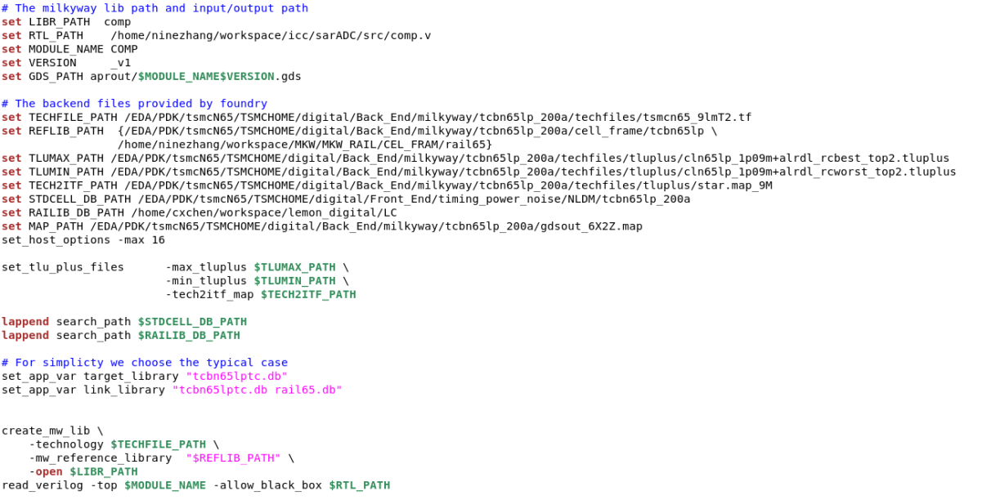 # The milkyway lib path and input/output path
set LIBR_PATH  comp
set RTL_PATH    /home/ninezhang/workspace/icc/sarADC/src/comp.v
set MODULE_NAME COMP
set VERSION     _v1
set GDS_PATH aprout/$MODULE_NAME$VERSION.gds

# The backend files provided by foundry
set TECHFILE_PATH /EDA/PDK/tsmcN65/TSMCHOME/digital/Back_End/milkyway/tcbn65lp_200a/techfiles/tsmcn65_9lmT2.tf
set REFLIB_PATH  {/EDA/PDK/tsmcN65/TSMCHOME/digital/Back_End/milkyway/tcbn65lp_200a/cell_frame/tcbn65lp \
                 /home/ninezhang/workspace/MKW/MKW_RAIL/CEL_FRAM/rail65}
set TLUMAX_PATH /EDA/PDK/tsmcN65/TSMCHOME/digital/Back_End/milkyway/tcbn65lp_200a/techfiles/tluplus/cln65lp_1p09m+alrdl_rcbest_top2.tluplus
set TLUMIN_PATH /EDA/PDK/tsmcN65/TSMCHOME/digital/Back_End/milkyway/tcbn65lp_200a/techfiles/tluplus/cln65lp_1p09m+alrdl_rcworst_top2.tluplus
set TECH2ITF_PATH /EDA/PDK/tsmcN65/TSMCHOME/digital/Back_End/milkyway/tcbn65lp_200a/techfiles/tluplus/star.map_9M
set STDCELL_DB_PATH /EDA/PDK/tsmcN65/TSMCHOME/digital/Front_End/timing_power_noise/NLDM/tcbn65lp_200a
set RAILIB_DB_PATH /home/cxchen/workspace/lemon_digital/LC
set MAP_PATH /EDA/PDK/tsmcN65/TSMCHOME/digital/Back_End/milkyway/tcbn65lp_200a/gdsout_6X2Z.map
set_host_options -max 16

set_tlu_plus_files      -max_tluplus $TLUMAX_PATH \
                        -min_tluplus $TLUMIN_PATH \
                        -tech2itf_map $TECH2ITF_PATH

lappend search_path $STDCELL_DB_PATH
lappend search_path $RAILIB_DB_PATH

# For simplicty we choose the typical case
set_app_var target_library "tcbn65lptc.db"
set_app_var link_library "tcbn65lptc.db rail65.db"

create_mw_lib \
    -technology $TECHFILE_PATH \
    -mw_reference_library  "$REFLIB_PATH" \
    -open $LIBR_PATH
read_verilog -top $MODULE_NAME -allow_black_box $RTL_PATH